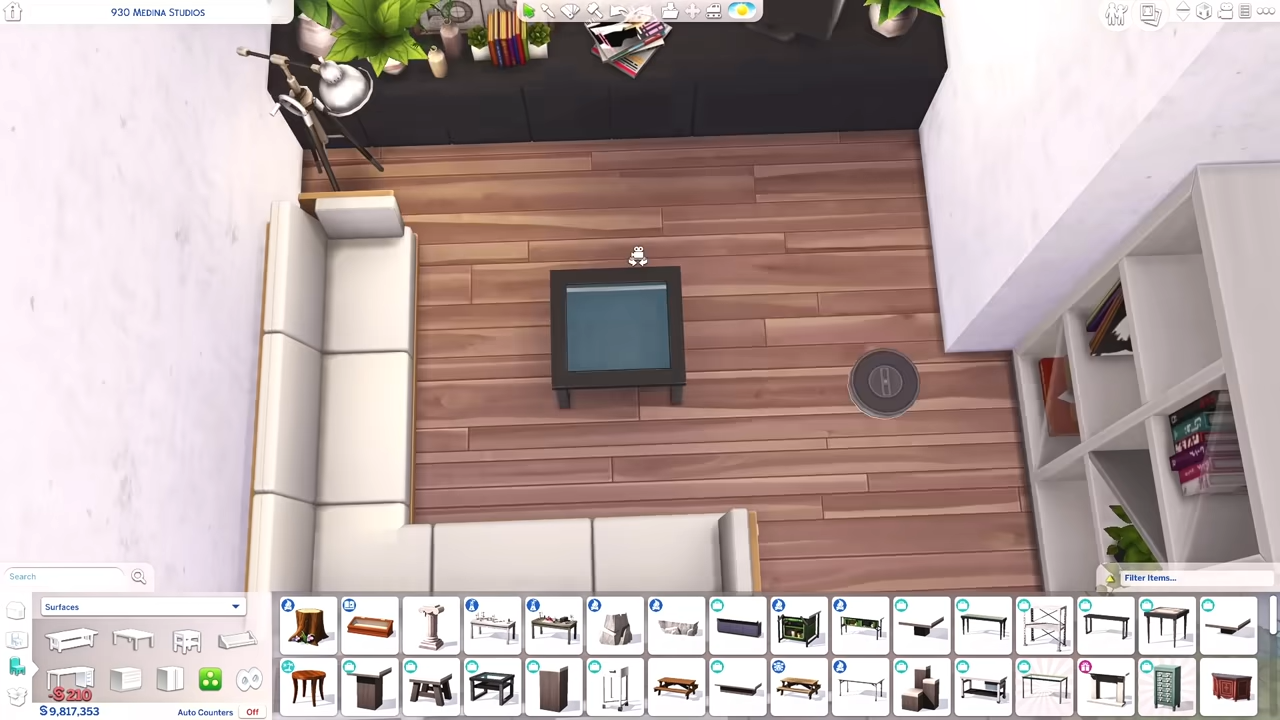 930 Medina Studios
Search
Filter Items...
Surfaces
-§210
§9,817,353
Auto Counters
Off